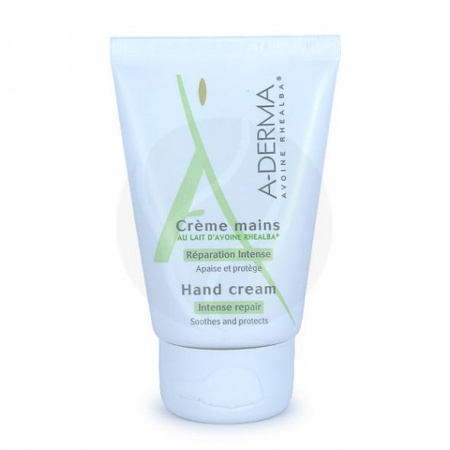 A-DERMA
AVOINE RHÉALBA®
Crème mains
AU LAIT D'AVOINE RHEALBA®
Réparation Intense
Apaise et protège
Hand cream
Intense repair
Soothes and protects